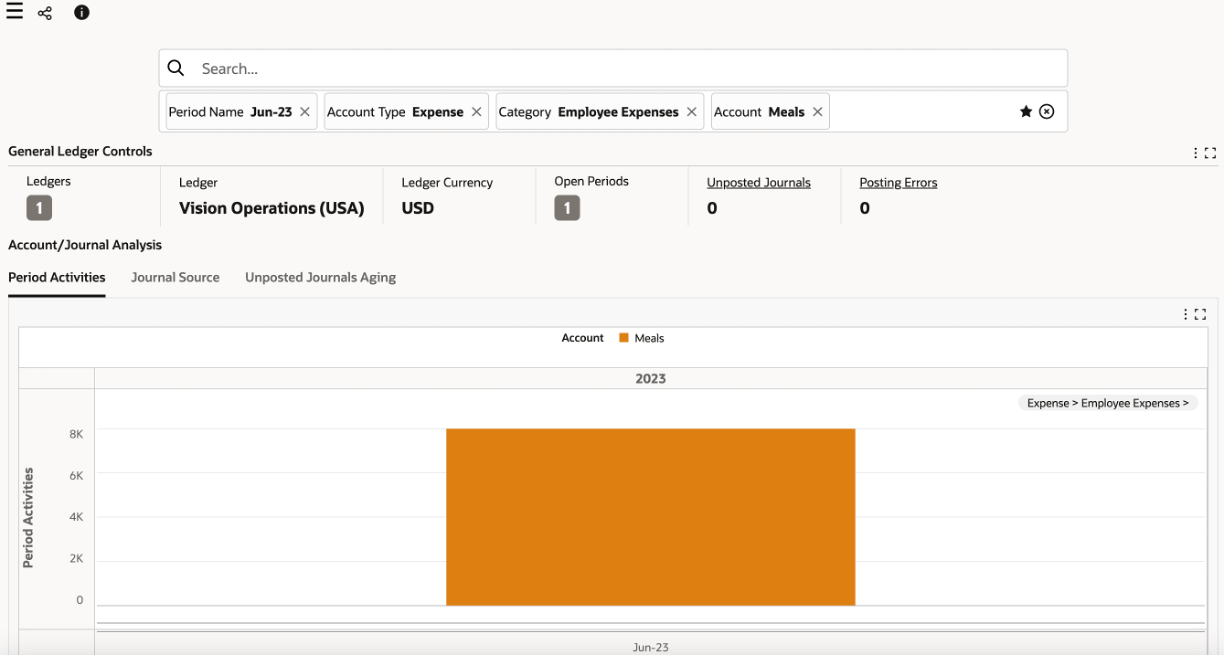 Search...
Period Name Jun-23 Account Type Expense Category Employee Expenses Account Meals
General Ledger Controls
Ledgers Ledger Ledger Currency Open Periods Unposted Journals Posting Errors
1 Vision Operations (USA) USD 1 0 0
Account/Journal Analysis
Period Activities Journal Source Unposted Journals Aging
Account Meals
2023
Expense > Employee Expenses >
Period Activities
8K
6K
4K
2K
0
Jun-23